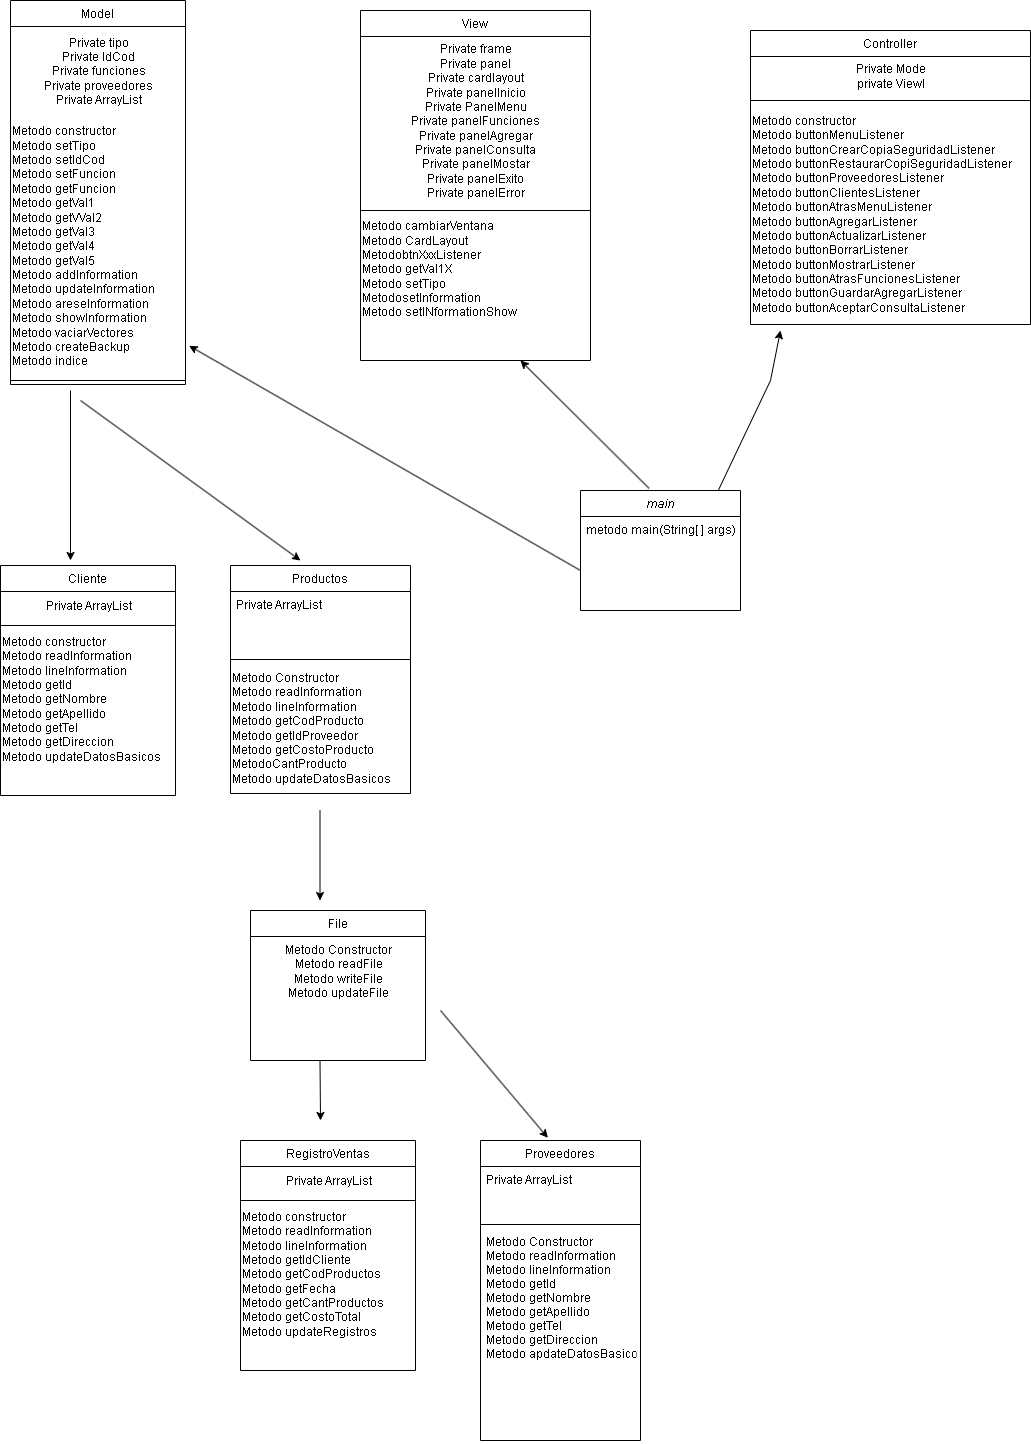 Model
Private tipo
Private IdCod
Private funciones
Private proveedores
Private ArrayList
Metodo constructor
Metodo setTipo
Metodo setIdCod
Metodo setFuncion
Metodo getFuncion
Metodo getVal1
Metodo getVVal2
Metodo getVal3
Metodo getVal4
Metodo getVal5
Metodo addInformation
Metodo updateInformation
Metodo areseInformation
Metodo showInformation
Metodo vaciarVectores
Metodo createBackup
Metodo indice
View
Private frame
Private panel
Private cardlayout
Private panelInicio
Private PanelMenu
Private panelFunciones
Private panelAgregar
Private panelConsulta
Private panelMostar
Private panelExito
Private panelError
Metodo cambiarVentana
Metodo CardLayout
MetodobtnXxxListener
Metodo getVal1X
Metodo setTipo
MetodosetInformation
Metodo setINformationShow
Controller
Private Mode
private Viewl
Metodo constructor
Metodo buttonMenuListener
Metodo buttonCrearCopiaSeguridadListener
Metodo buttonRestaurarCopiSeguridadListener
Metodo buttonProveedoresListener
Metodo buttonClientesListener
Metodo buttonAtrasMenuListener
Metodo buttonAgregarListener
Metodo buttonActualizarListener
Metodo buttonBorrarListener
Metodo buttonMostrarListener
Metodo buttonAtrasFuncionesListener
Metodo buttonGuardarAgregarListener
Metodo buttonAceptarConsultaListener
main
metodo main(String[ ] args)
Cliente
Private ArrayList
Metodo constructor
Metodo readInformation
Metodo lineInformation
Metodo getId
Metodo getNombre
Metodo getApellido
Metodo getTel
Metodo getDireccion
Metodo updateDatosBasicos
Productos
Private ArrayList
Metodo Constructor
Metodo readInformation
Metodo lineInformation
Metodo getCodProducto
Metodo getIdProveedor
Metodo getCostoProducto
MetodoCantProducto
Metodo updateDatosBasicos
File
Metodo Constructor
Metodo readFile
Metodo writeFile
Metodo updateFile
RegistroVentas
Private ArrayList
Metodo constructor
Metodo readInformation
Metodo lineInformation
Metodo getIdCliente
Metodo getCodProductos
Metodo getFecha
Metodo getCantProductos
Metodo getCostoTotal
Metodo updateRegistros
Proveedores
Private ArrayList
Metodo Constructor
Metodo readInformation
Metodo lineInformation
Metodo getId
Metodo getNombre
Metodo getApellido
Metodo getTel
Metodo getDireccion
Metodo apdateDatosBasico